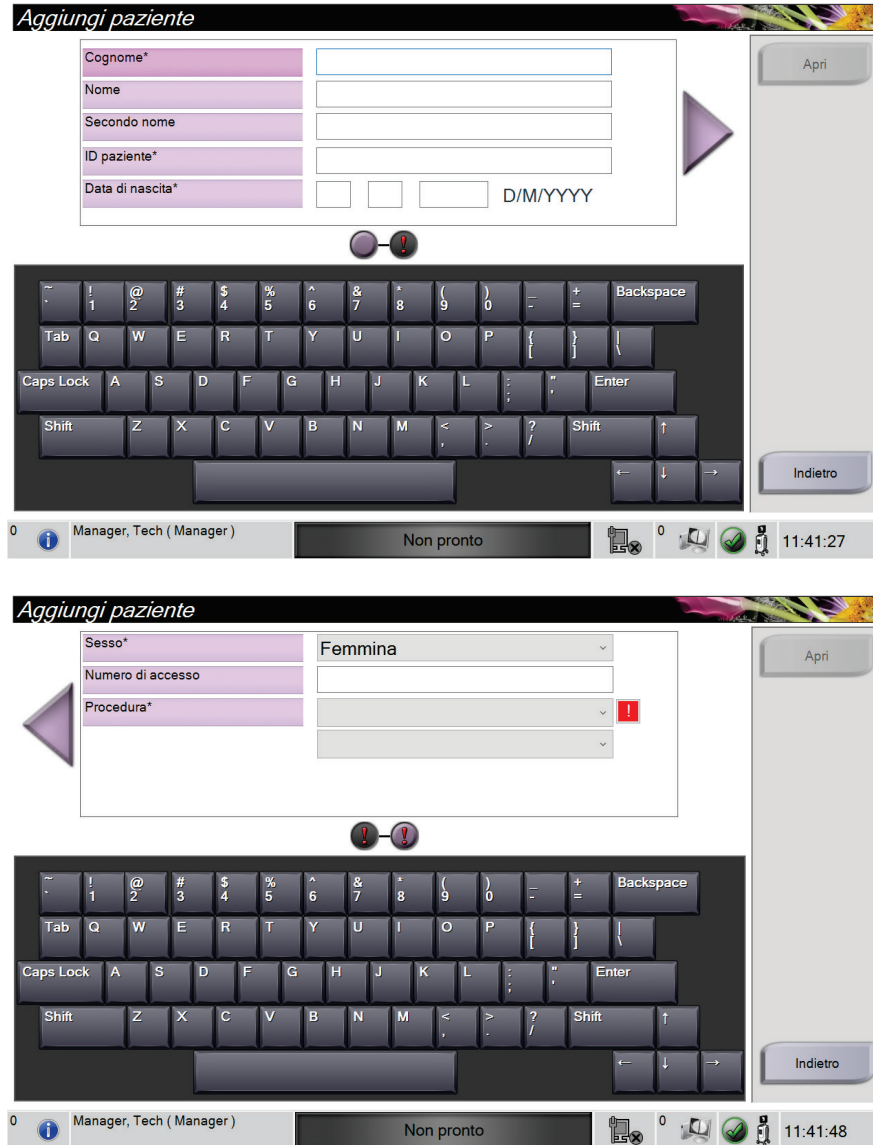 Aggiungi paziente
Cognome*
Apri
Nome
Secondo nome
ID paziente*
Data di nascita* D/M/YYYY
~ ! @ # $ % ^ & * ( ) _ + Backspace
` 1 2 3 4 5 6 7 8 9 0 - =
Tab Q W E R T Y U I O P { } |
[ ] \
Caps Lock A S D F G H J K L : " Enter
; '
Shift Z X C V B N M < > ? Shift ↑
, . /
← ↓ →
Indietro
0 Manager, Tech ( Manager ) Non pronto 0 11:41:27
Aggiungi paziente
Sesso* Femmina
Apri
Numero di accesso
Procedura* !
~ ! @ # $ % ^ & * ( ) _ + Backspace
` 1 2 3 4 5 6 7 8 9 0 - =
Tab Q W E R T Y U I O P { } |
[ ] \
Caps Lock A S D F G H J K L : " Enter
; '
Shift Z X C V B N M < > ? Shift ↑
, . /
← ↓ →
Indietro
0 Manager, Tech ( Manager ) Non pronto 0 11:41:48